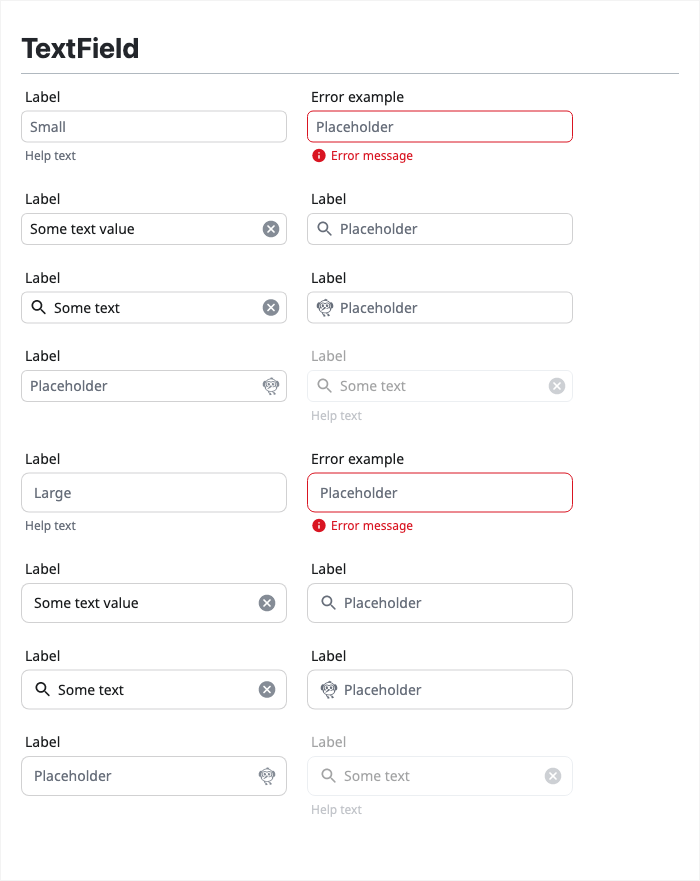 TextField
Label
Error example
Small
Placeholder
Help text
Error message
Label
Label
Some text value
Placeholder
Label
Label
Some text
Placeholder
Label
Label
Placeholder
Some text
Help text
Label
Error example
Large
Placeholder
Help text
Error message
Label
Label
Some text value
Placeholder
Label
Label
Some text
Placeholder
Label
Label
Placeholder
Some text
Help text